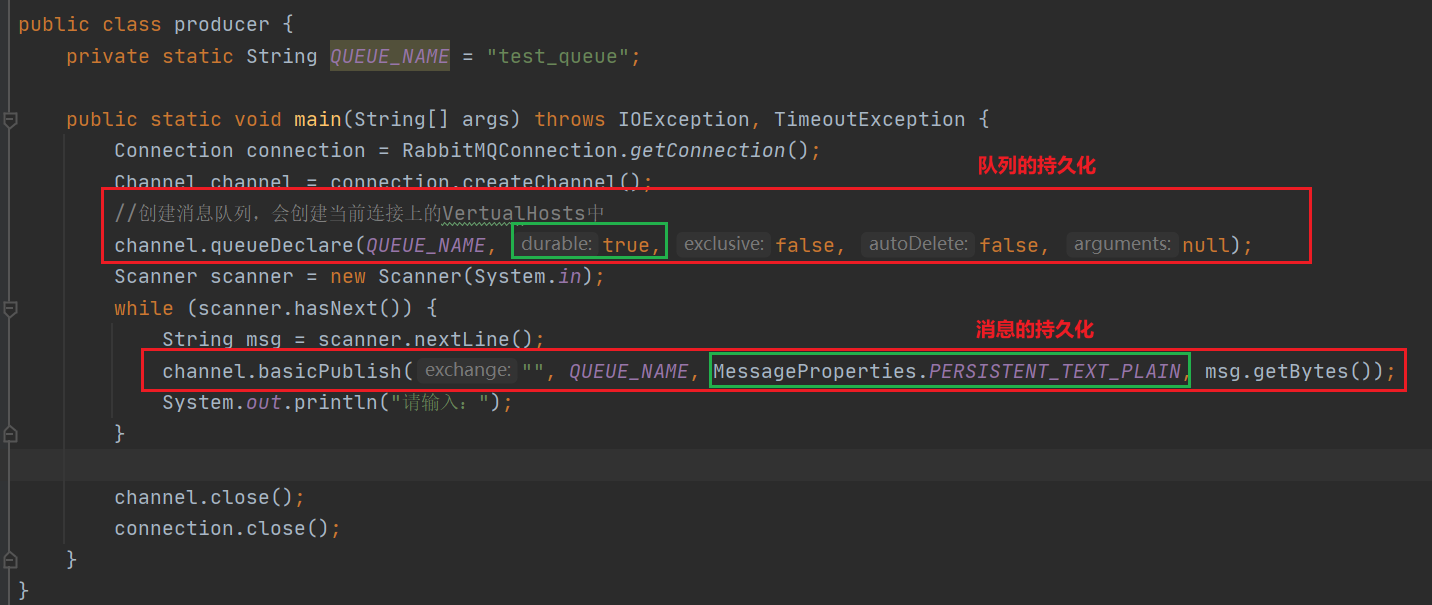 public class producer {
private static String QUEUE_NAME = "test_queue";
public static void main(String[] args) throws IOException, TimeoutException {
Connection connection = RabbitMQConnection.getConnection();
队列的持久化
Channel channel = connection.createChannel();
//创建消息队列，会创建当前连接上的VertualHosts中
channel.queueDeclare(QUEUE_NAME, durable: true, exclusive: false, autoDelete: false, arguments: null);
Scanner scanner = new Scanner(System.in);
while (scanner.hasNext()) {
消息的持久化
String msg = scanner.nextLine();
channel.basicPublish( exchange: "", QUEUE_NAME, MessageProperties.PERSISTENT_TEXT_PLAIN, msg.getBytes());
System.out.println("请输入：");
}
channel.close();
connection.close();
}
}